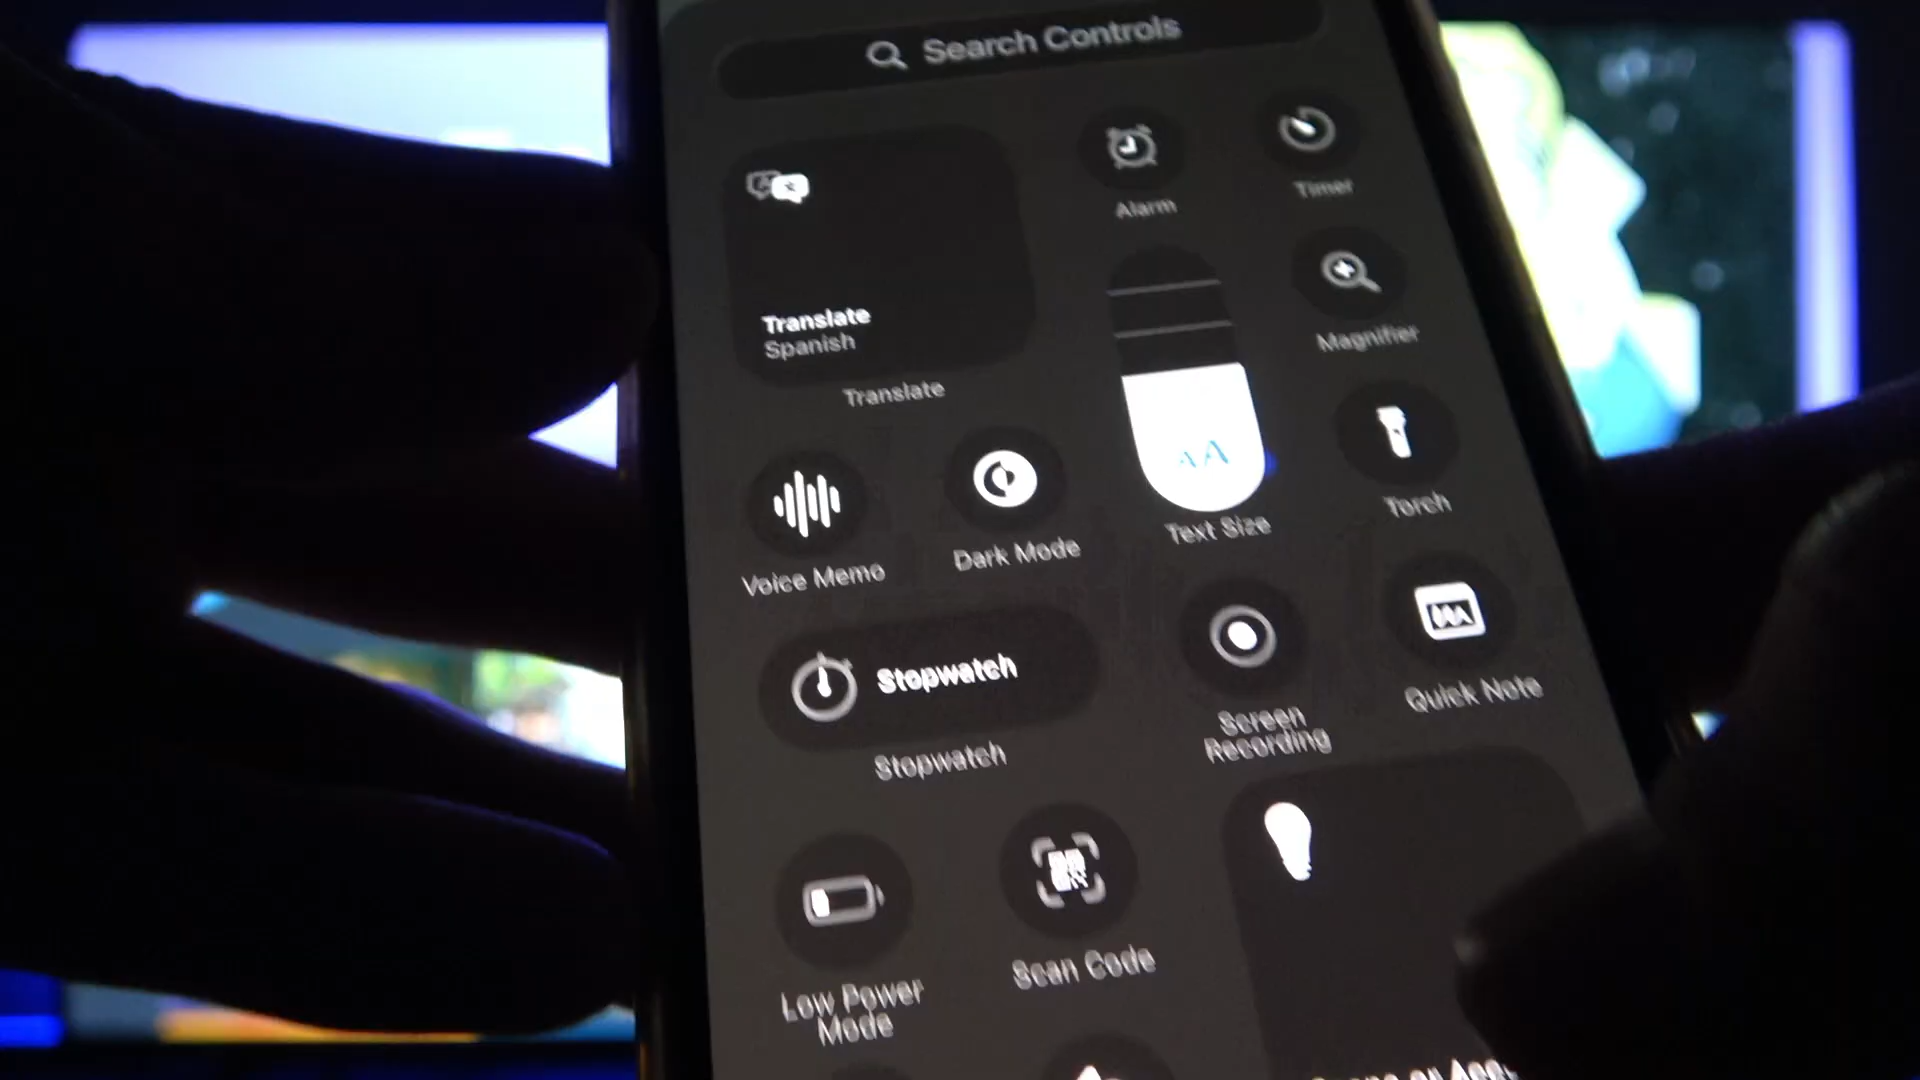 Search Controls
Alarm
Timer
Translate
Spanish
Translate
Magnifier
AA
Text Size
Torch
Voice Memo
Dark Mode
Stopwatch
Stopwatch
Screen
Recording
Quick Note
Low Power
Mode
Scan Code